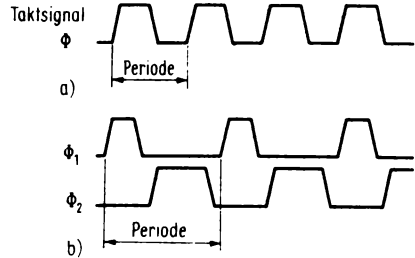 Taktsignal
Φ
Periode
a)
Φ1
Φ2
Periode
b)